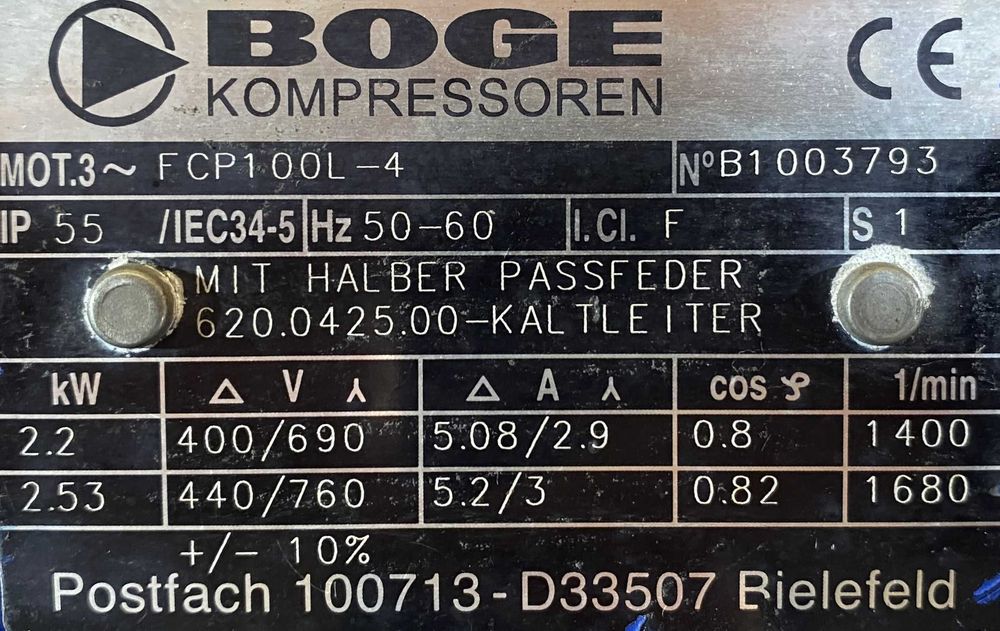 BOGE
KOMPRESSOREN
CE
MOT.3~ FCP100L-4 NºB1003793
IP 55 /IEC34-5 Hz 50-60 I.Cl. F S 1
MIT HALBER PASSFEDER
620.0425.00-KALTLEITER
kW △ V ⅄ △ A ⅄ cos φ 1/min
2.2 400/690 5.08/2.9 0.8 1400
2.53 440/760 5.2/3 0.82 1680
+/- 10%
Postfach 100713-D33507 Bielefeld